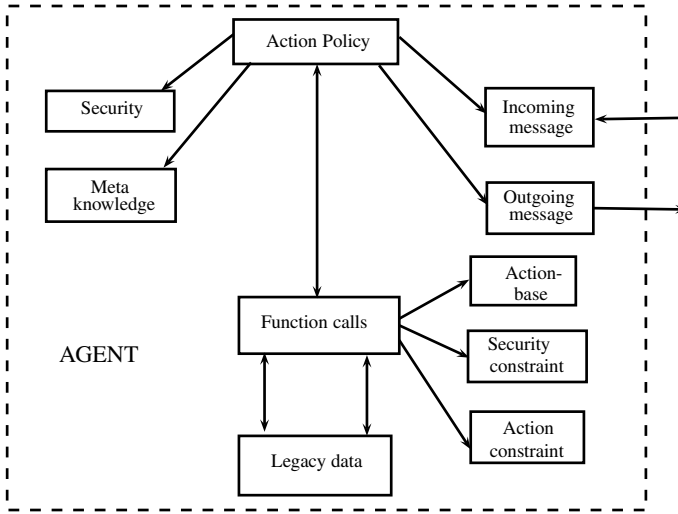 Action Policy
Security
Incoming
message
Meta
knowledge
Outgoing
message
Action-
base
Function calls
Security
constraint
AGENT
Action
constraint
Legacy data